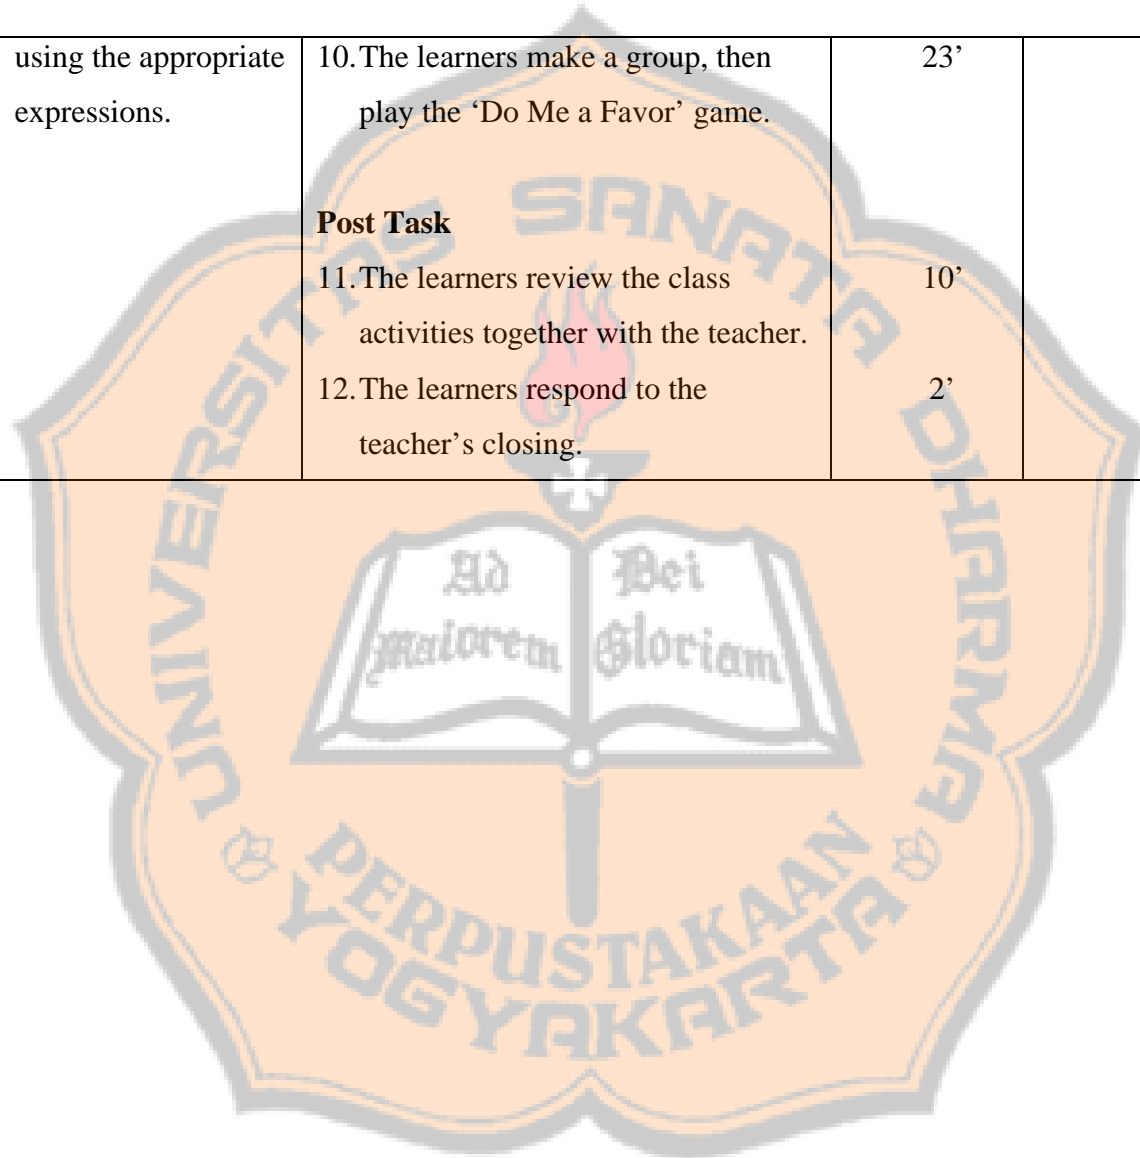 using the appropriate
expressions.
10. The learners make a group, then
play the ‘Do Me a Favor’ game.
23’
Post Task
11. The learners review the class
activities together with the teacher.
10’
12. The learners respond to the
teacher’s closing.
2’
UNIVERSITAS SANATA DHARMA
Ad
maiorem
Dei
Gloriam
PERPUSTAKAAN
YOGYAKARTA